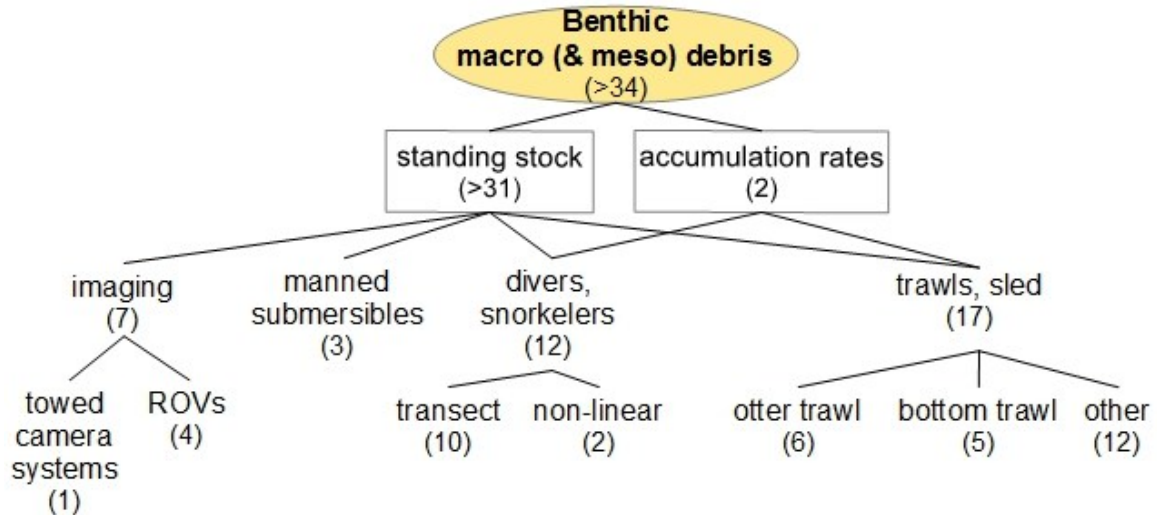 Benthic
macro (& meso) debris
(>34)
standing stock
(>31)
accumulation rates
(2)
imaging
(7)
manned
submersibles
(3)
divers,
snorkelers
(12)
trawls, sled
(17)
towed
camera
systems
(1)
ROVs
(4)
transect
(10)
non-linear
(2)
otter trawl
(6)
bottom trawl
(5)
other
(12)